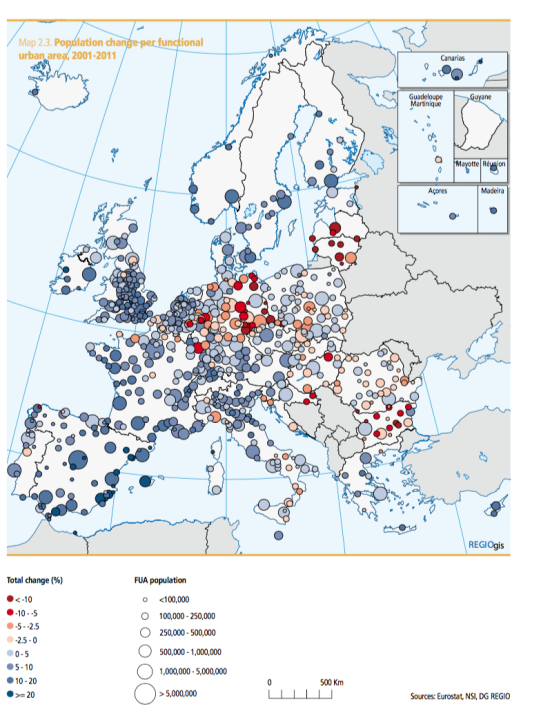 Map 2.3. Population change per functional
urban area, 2001-2011
Canarias
Guadeloupe
Martinique
Guyane
Mayotte
Réunion
Açores
Madeira
REGIOgis
Total change (%)
< -10
-10 - -5
-5 - -2.5
-2.5 - 0
0 - 5
5 - 10
10 - 20
>= 20
FUA population
<100,000
100,000 - 250,000
250,000 - 500,000
500,000 - 1,000,000
1,000,000 - 5,000,000
> 5,000,000
0 500 Km
Sources: Eurostat, NSI, DG REGIO